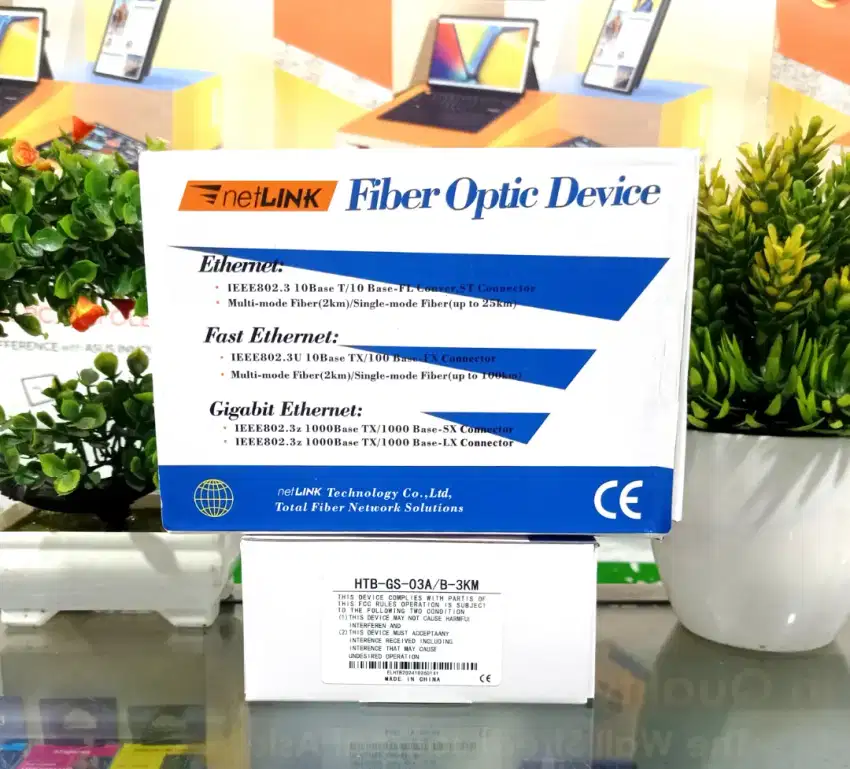 netLINK Fiber Optic Device
Ethernet:
• IEEE802.3 10Base T/10 Base-FL Conver,ST Connector
• Multi-mode Fiber(2km)/Single-mode Fiber(up to 25km)
Fast Ethernet:
• IEEE802.3U 10Base TX/100 Base-FX Connector
• Multi-mode Fiber(2km)/Single-mode Fiber(up to 100km)
Gigabit Ethernet:
• IEEE802.3z 1000Base TX/1000 Base-SX Connector
• IEEE802.3z 1000Base TX/1000 Base-LX Connector
netLINK Technology Co.,Ltd,
Total Fiber Network Solutions
CE
HTB-GS-03A/B-3KM
THIS DEVICE COMPLIES WITH PARTIS OF
THIS FCC RULES OPERATION IS SUBJECT
TO THE FOLLOWING TWO CONDITION
(1)THIS DEVICE MAY NOT CAUSE HARMFUL
INTERFEREN AND
(2)THIS DEVICE MUST ACCEPTAANY
INTERENCE RECEIVED INCLUDING
INTERENCE THAT MAY CAUSE
UNDESIRED OPERATION
MADE IN CHINA
CE